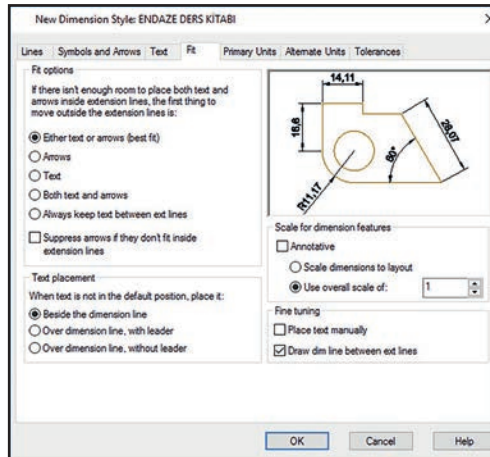 New Dimension Style: ENDAZE DERS KİTABI
Lines Symbols and Arrows Text Fit Primary Units Alternate Units Tolerances
Fit options
If there isn't enough room to place both text and
arrows inside extension lines, the first thing to
move outside the extension lines is:
Either text or arrows (best fit)
Arrows
Text
Both text and arrows
Always keep text between ext lines
Suppress arrows if they don't fit inside
extension lines
Text placement
When text is not in the default position, place it:
Beside the dimension line
Over dimension line, with leader
Over dimension line, without leader
14,11
16,6
28,07
60°
R11,17
Scale for dimension features
Annotative
Scale dimensions to layout
Use overall scale of: 1
Fine tuning
Place text manually
Draw dim line between ext lines
OK Cancel Help